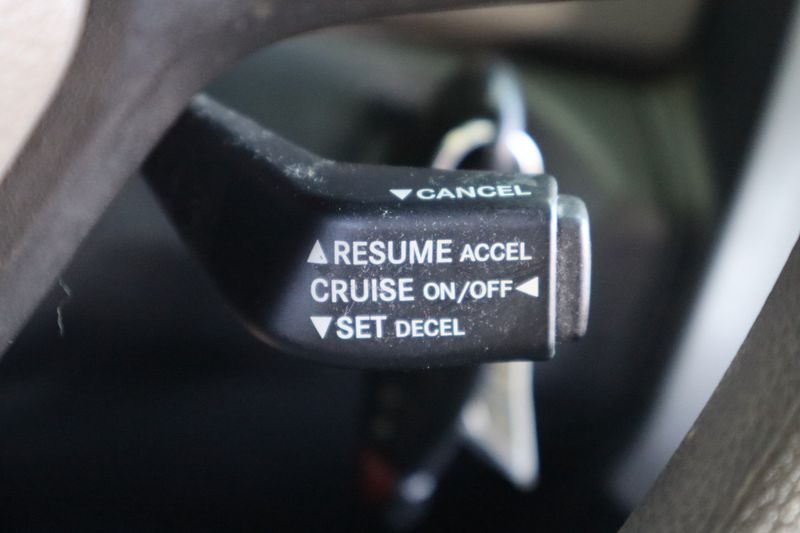 ▼CANCEL
▲RESUME ACCEL
CRUISE ON/OFF◀
▼SET DECEL